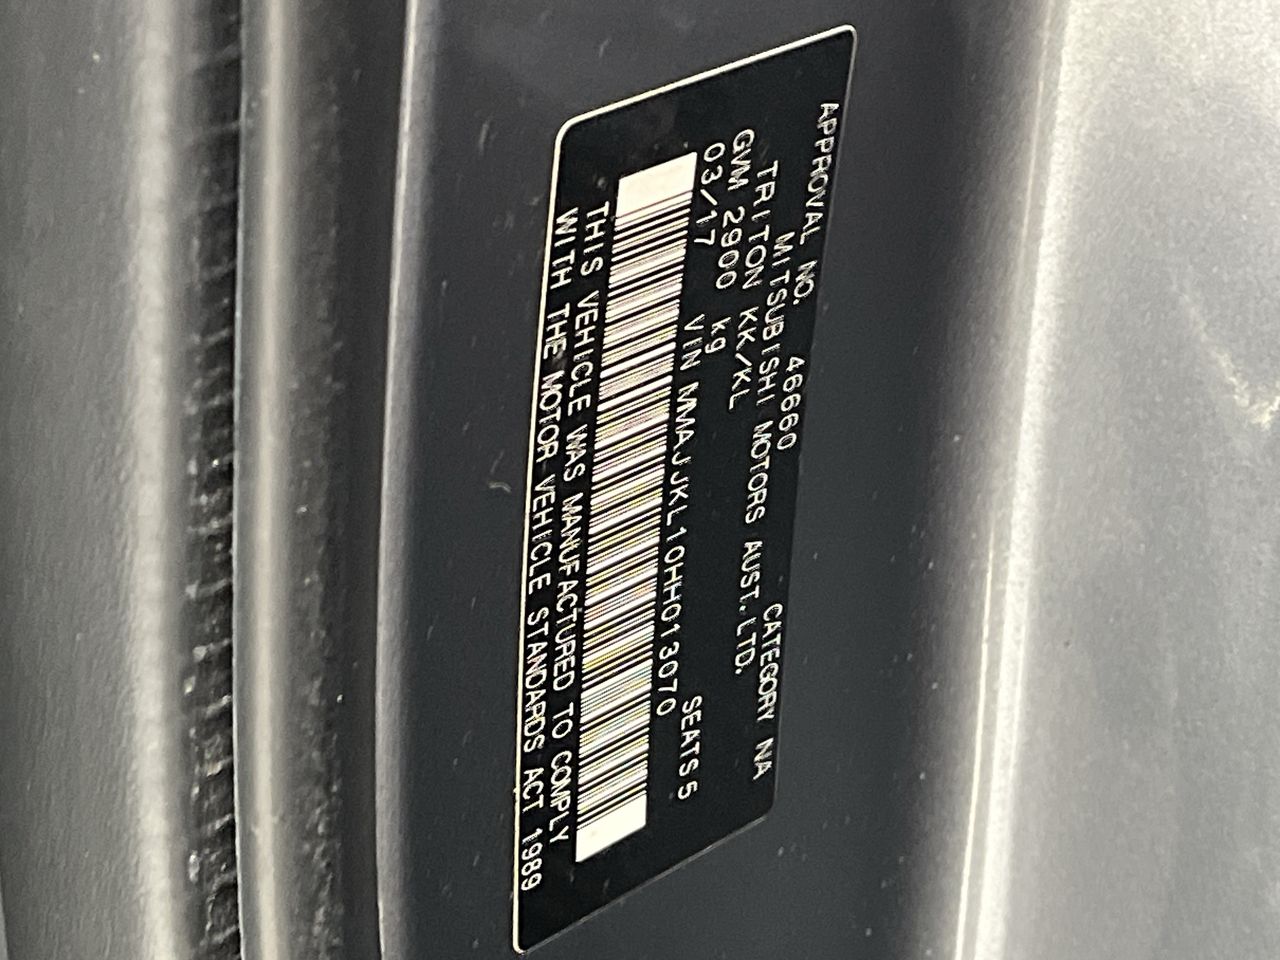 APPROVAL NO. 46660 CATEGORY NA
MITSUBISHI MOTORS AUST., LTD.
TRITON KK/KL
GVM 2900 kg SEATS 5
03/17 VIN MMAJJKL10HH013070
THIS VEHICLE WAS MANUFACTURED TO COMPLY
WITH THE MOTOR VEHICLE STANDARDS ACT 1989